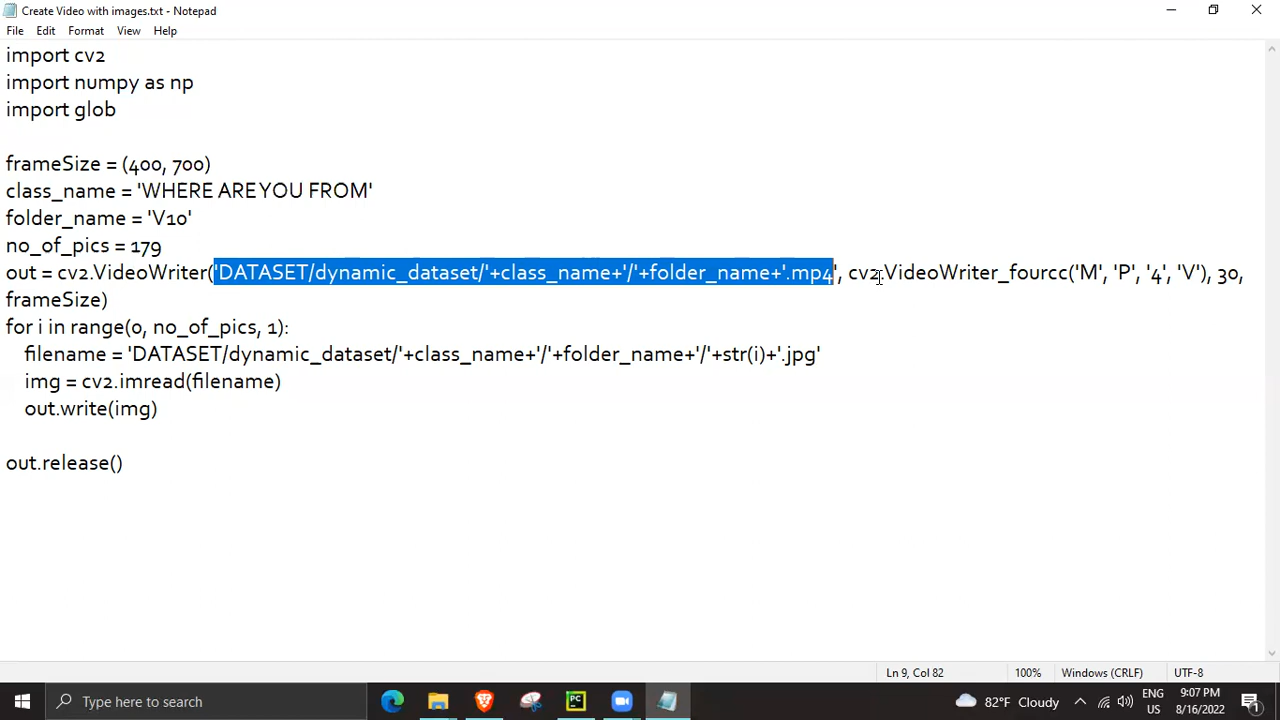 Create Video with images.txt - Notepad
File Edit Format View Help
import cv2
import numpy as np
import glob
frameSize = (400, 700)
class_name = 'WHERE ARE YOU FROM'
folder_name = 'V10'
no_of_pics = 179
out = cv2.VideoWriter('DATASET/dynamic_dataset/'+class_name+'/'+folder_name+'.mp4', cv2.VideoWriter_fourcc('M', 'P', '4', 'V'), 30,
frameSize)
for i in range(0, no_of_pics, 1):
filename = 'DATASET/dynamic_dataset/'+class_name+'/'+folder_name+'/'+str(i)+'.jpg'
img = cv2.imread(filename)
out.write(img)
out.release()
Ln 9, Col 82 100% Windows (CRLF) UTF-8
Type here to search
PC
82°F Cloudy
ENG
US
9:07 PM
8/16/2022
1